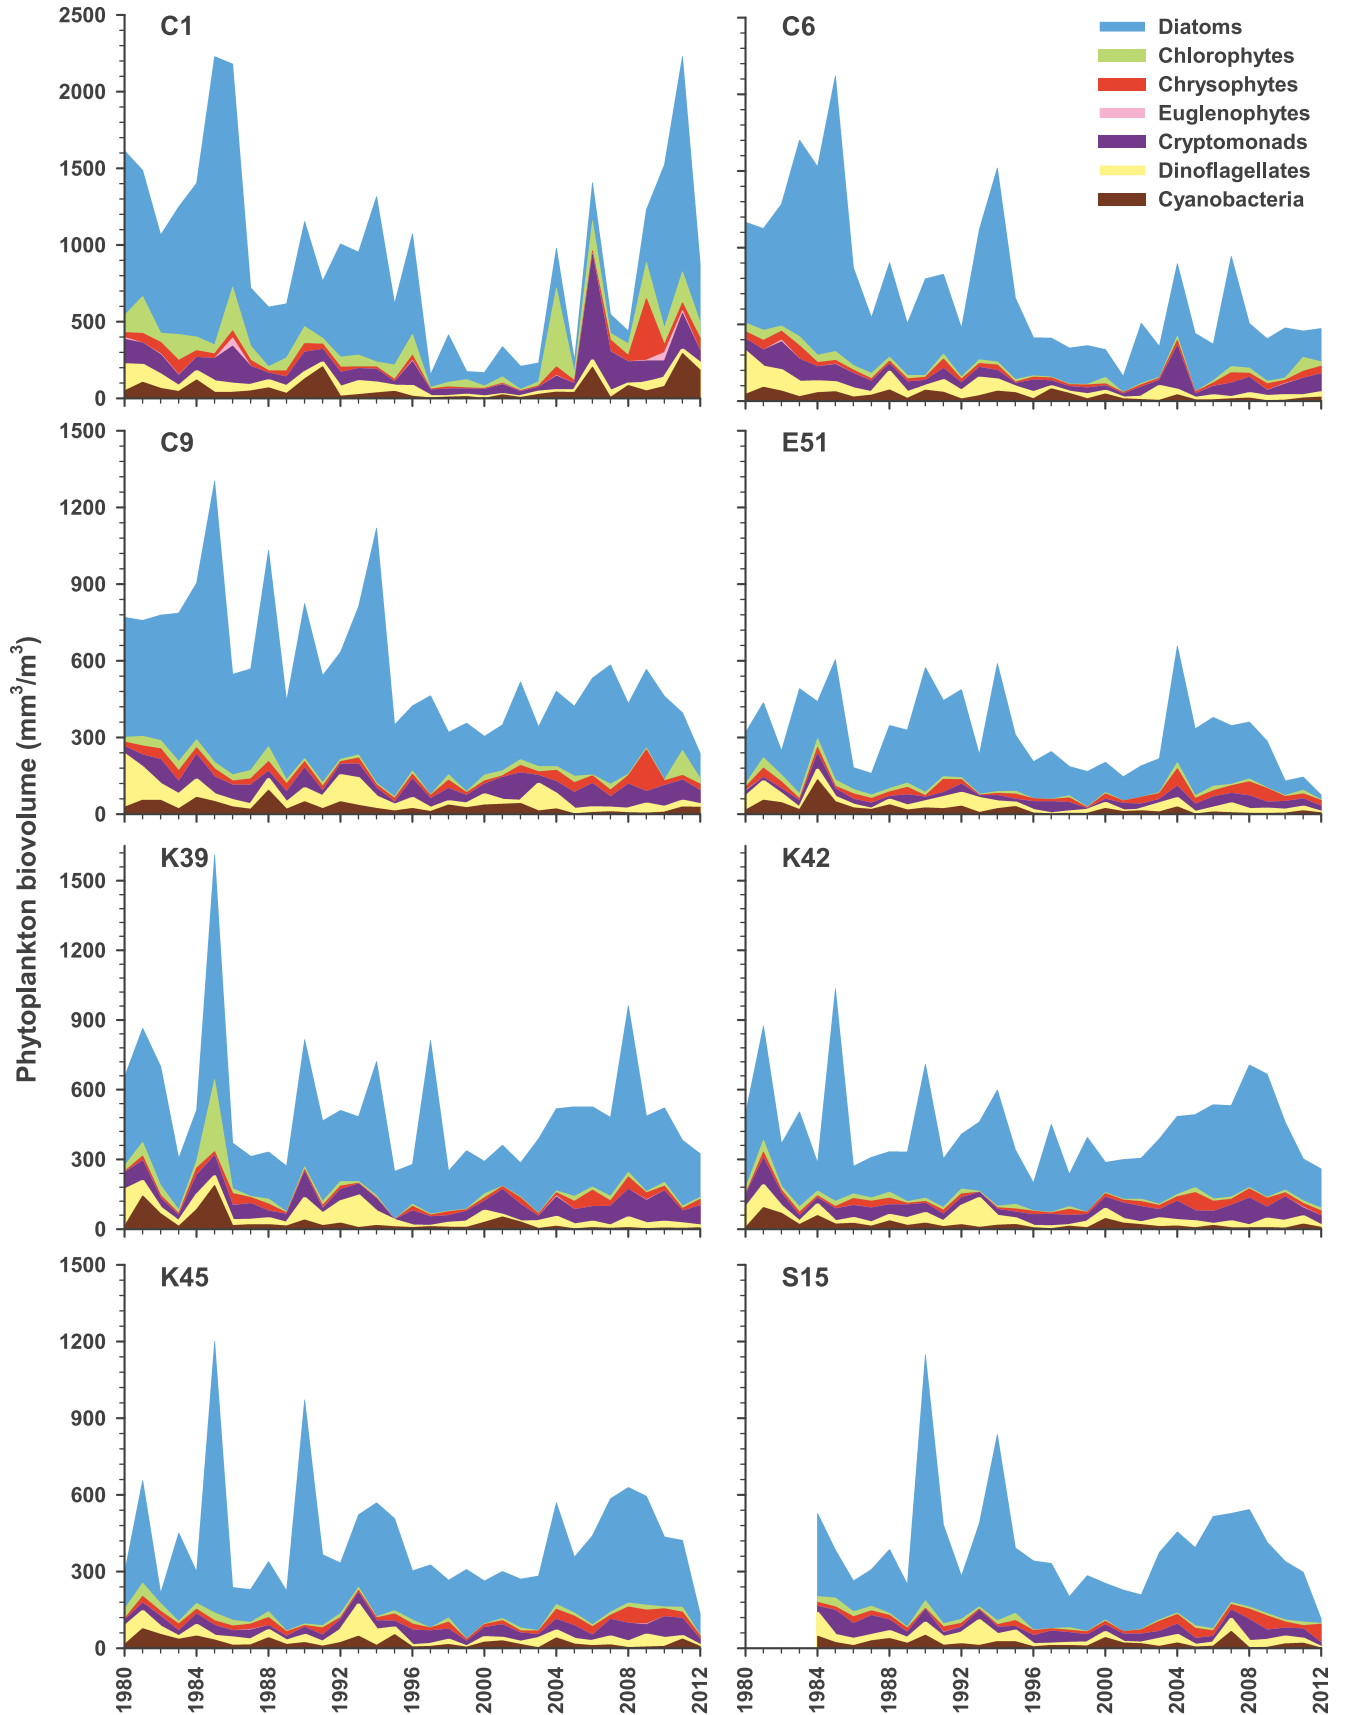 C1
2500
2000
1500
1000
500
0
C6
Diatoms
Chlorophytes
Chrysophytes
Euglenophytes
Cryptomonads
Dinoflagellates
Cyanobacteria
C9
1500
1200
900
600
300
0
E51
Phytoplankton biovolume (mm³/m³)
K39
1500
1200
900
600
300
0
K42
K45
1500
1200
900
600
300
0
1980 1984 1988 1992 1996 2004 2004 2008 2012
S15
1980 1984 1988 1992 1996 2004 2004 2008 2012